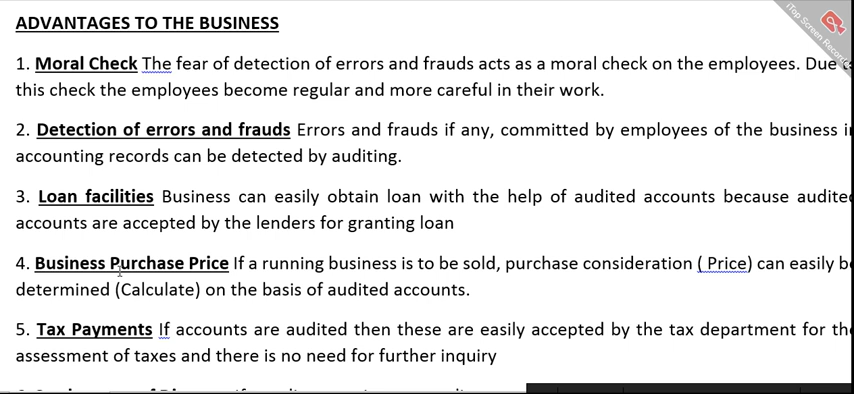 ADVANTAGES TO THE BUSINESS
iTop Screen Recorder
1. Moral Check The fear of detection of errors and frauds acts as a moral check on the employees. Due
this check the employees become regular and more careful in their work.
2. Detection of errors and frauds Errors and frauds if any, committed by employees of the business
accounting records can be detected by auditing.
3. Loan facilities Business can easily obtain loan with the help of audited accounts because audited
accounts are accepted by the lenders for granting loan
4. Business Purchase Price If a running business is to be sold, purchase consideration ( Price) can easily be
determined (Calculate) on the basis of audited accounts.
5. Tax Payments If accounts are audited then these are easily accepted by the tax department for
assessment of taxes and there is no need for further inquiry